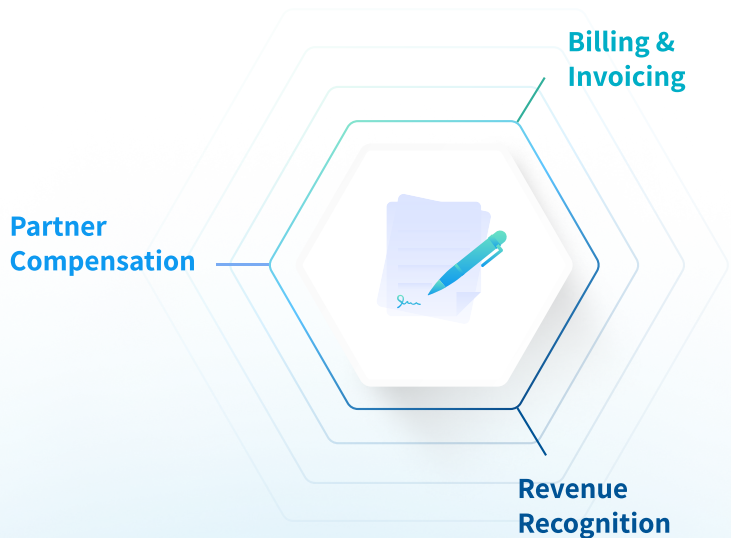 Billing &
Invoicing
Partner
Compensation
Revenue
Recognition